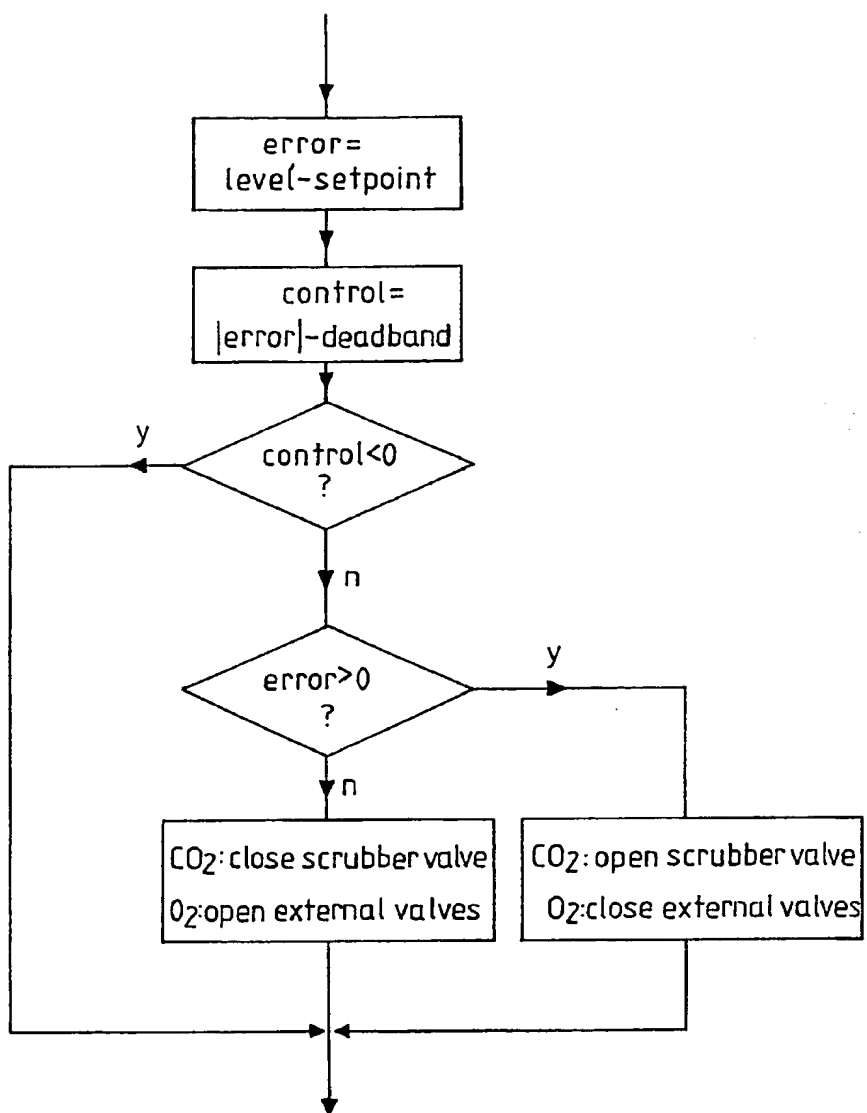 error=
level-setpoint
control=
|error|-deadband
y
control<0
?
n
y
error>0
?
n
CO2: close scrubber valve
O2:open external valves
CO2: open scrubber valve
O2:close external valves